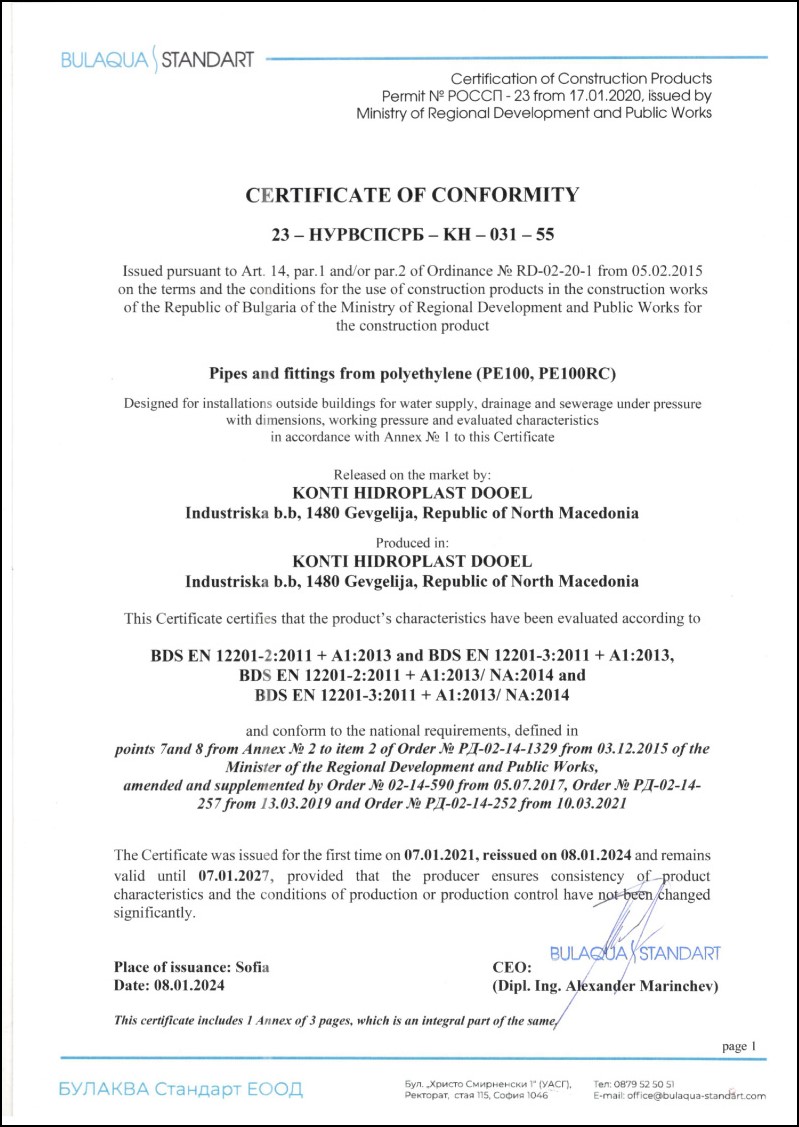 BULAQUA STANDART
Certification of Construction Products
Permit № РОССП - 23 from 17.01.2020, issued by
Ministry of Regional Development and Public Works
CERTIFICATE OF CONFORMITY
23 – НУРВСПСРБ – КН – 031 – 55
Issued pursuant to Art. 14, par.1 and/or par.2 of Ordinance № RD-02-20-1 from 05.02.2015
on the terms and the conditions for the use of construction products in the construction works
of the Republic of Bulgaria of the Ministry of Regional Development and Public Works for
the construction product
Pipes and fittings from polyethylene (PE100, PE100RC)
Designed for installations outside buildings for water supply, drainage and sewerage under pressure
with dimensions, working pressure and evaluated characteristics
in accordance with Annex № 1 to this Certificate
Released on the market by:
KONTI HIDROPLAST DOOEL
Industriska b.b, 1480 Gevgelija, Republic of North Macedonia
Produced in:
KONTI HIDROPLAST DOOEL
Industriska b.b, 1480 Gevgelija, Republic of North Macedonia
This Certificate certifies that the product’s characteristics have been evaluated according to
BDS EN 12201-2:2011 + A1:2013 and BDS EN 12201-3:2011 + A1:2013,
BDS EN 12201-2:2011 + A1:2013/ NA:2014 and
BDS EN 12201-3:2011 + A1:2013/ NA:2014
and conform to the national requirements, defined in
points 7and 8 from Annex № 2 to item 2 of Order № РД-02-14-1329 from 03.12.2015 of the
Minister of the Regional Development and Public Works,
amended and supplemented by Order № 02-14-590 from 05.07.2017, Order № РД-02-14-
257 from 13.03.2019 and Order № РД-02-14-252 from 10.03.2021
The Certificate was issued for the first time on 07.01.2021, reissued on 08.01.2024 and remains
valid until 07.01.2027, provided that the producer ensures consistency of product
characteristics and the conditions of production or production control have not been changed
significantly.
BULAQUA STANDART
Place of issuance: Sofia
CEO:
Date: 08.01.2024
(Dipl. Ing. Alexander Marinchev)
This certificate includes 1 Annex of 3 pages, which is an integral part of the same
page 1
БУЛАКВА Стандарт ЕООД
Бул. „Христо Смирненски 1" (УАСГ),
Ректорат, стая 115, София 1046
Тел: 0879 52 50 51
E-mail: office@bulaqua-standart.com